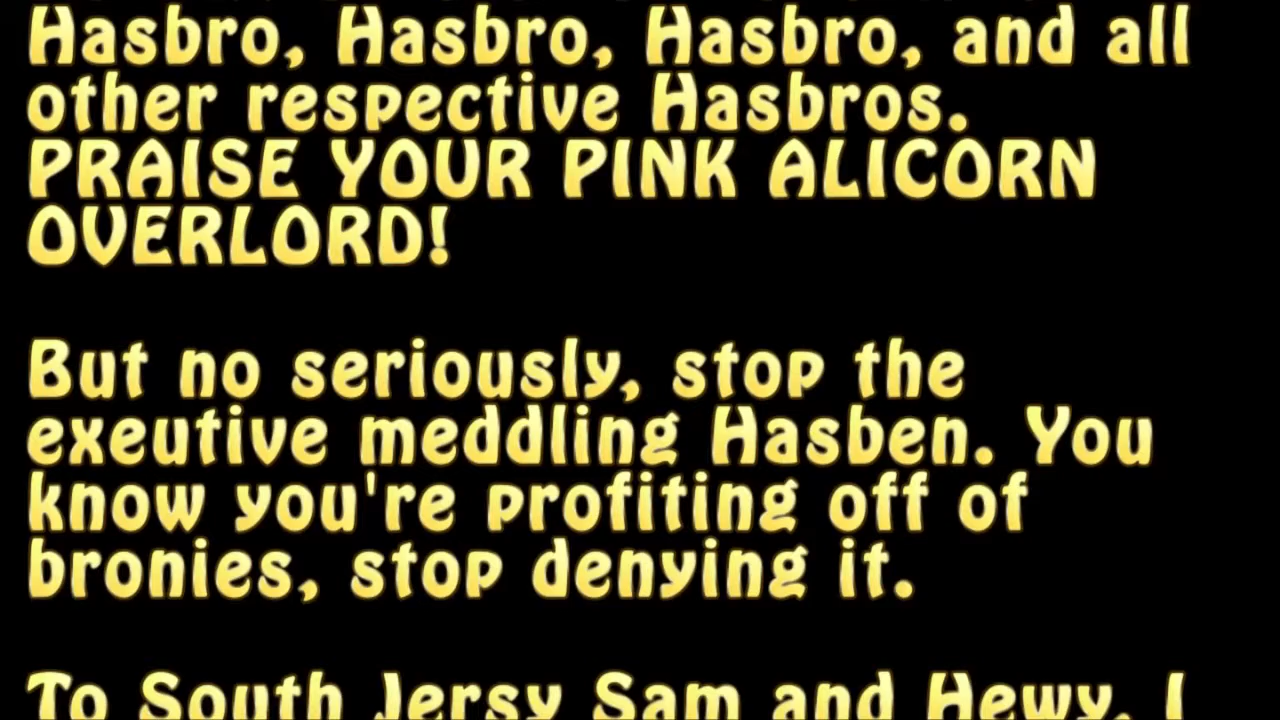 Hasbro, Hasbro, Hasbro, and all
other respective Hasbros.
PRAISE YOUR PINK ALICORN
OVERLORD!
But no seriously, stop the
exeutive meddling Hasben. You
know you're profiting off of
bronies, stop denying it.
To South Jersy Sam and Hewy, I